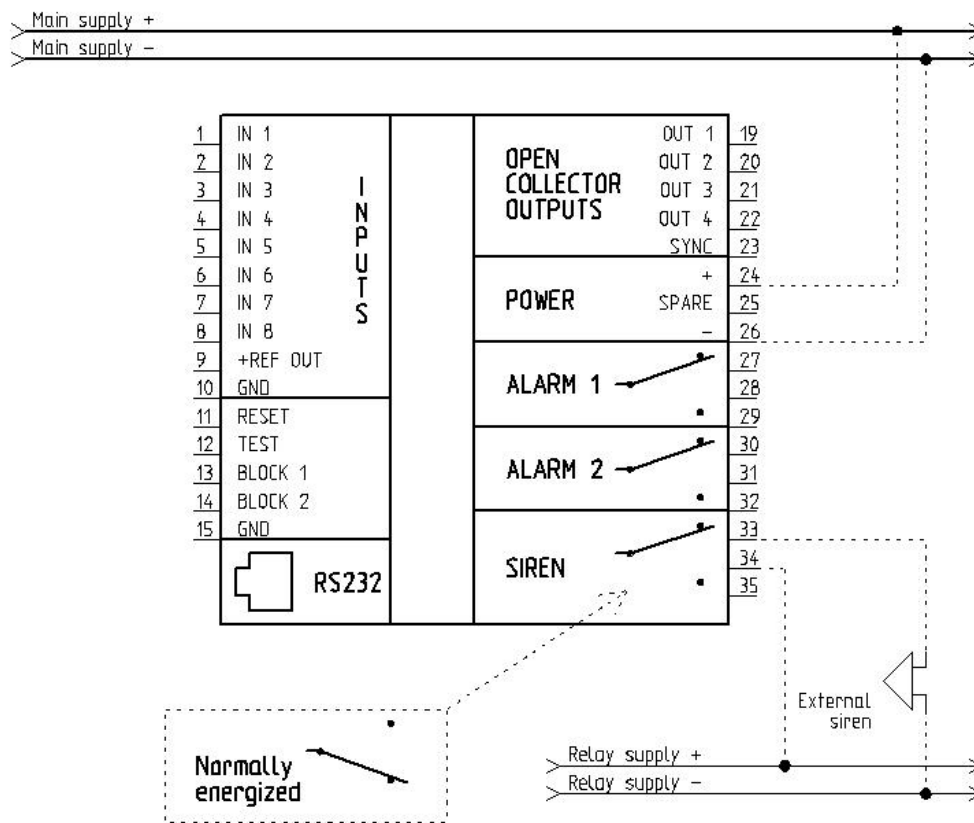 Main supply +
Main supply –
1 IN 1
2 IN 2
3 IN 3
4 IN 4
5 IN 5
6 IN 6
7 IN 7
8 IN 8
9 +REF OUT
10 GND
INPUTS
11 RESET
12 TEST
13 BLOCK 1
14 BLOCK 2
15 GND
RS232
OPEN
COLLECTOR
OUTPUTS
OUT 1 19
OUT 2 20
OUT 3 21
OUT 4 22
SYNC 23
POWER
+ 24
SPARE 25
– 26
ALARM 1
27
28
29
ALARM 2
30
31
32
SIREN
33
34
35
External
siren
Normally
energized
Relay supply +
Relay supply –